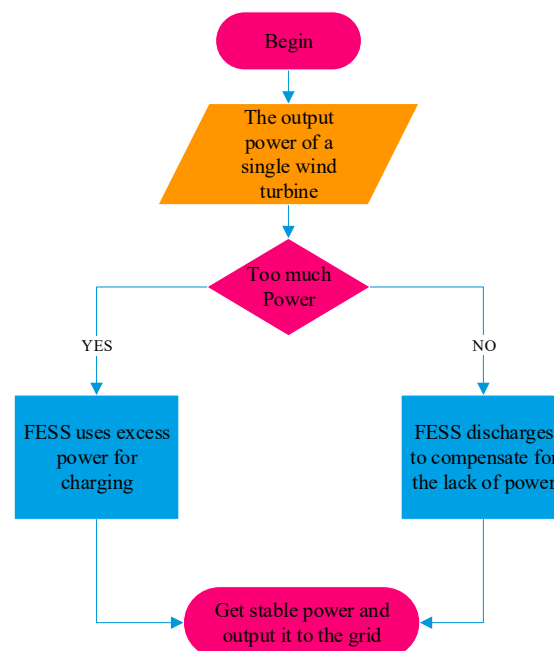 Begin
The output
power of a
single wind
turbine
Too much
Power
YES
NO
FESS uses excess
power for
charging
FESS discharges
to compensate for
the lack of power
Get stable power and
output it to the grid